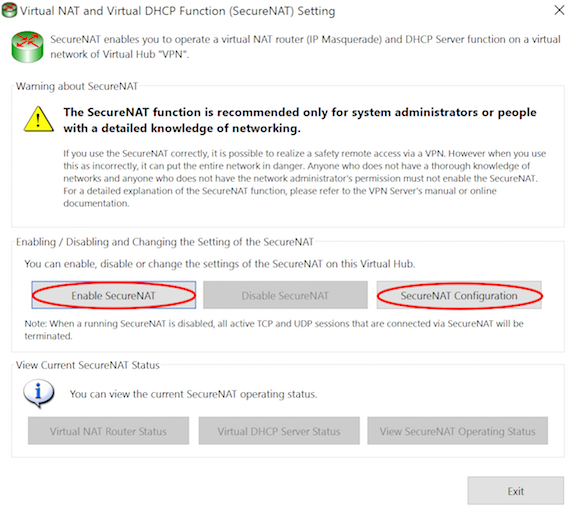 Virtual NAT and Virtual DHCP Function (SecureNAT) Setting
SecureNAT enables you to operate a virtual NAT router (IP Masquerade) and DHCP Server function on a virtual
network of Virtual Hub "VPN".
Warning about SecureNAT
The SecureNAT function is recommended only for system administrators or people
with a detailed knowledge of networking.
If you use the SecureNAT correctly, it is possible to realize a safety remote access via a VPN. However when you use
this as incorrectly, it can put the entire network in danger. Anyone who does not have a thorough knowledge of
networks and anyone who does not have the network administrator's permission must not enable the SecureNAT.
For a detailed explanation of the SecureNAT function, please refer to the VPN Server's manual or online
documentation.
Enabling / Disabling and Changing the Setting of the SecureNAT
You can enable, disable or change the settings of the SecureNAT on this Virtual Hub.
Enable SecureNAT
Disable SecureNAT
SecureNAT Configuration
Note: When a running SecureNAT is disabled, all active TCP and UDP sessions that are connected via SecureNAT will be
terminated.
View Current SecureNAT Status
You can view the current SecureNAT operating status.
Virtual NAT Router Status
Virtual DHCP Server Status
View SecureNAT Operating Status
Exit